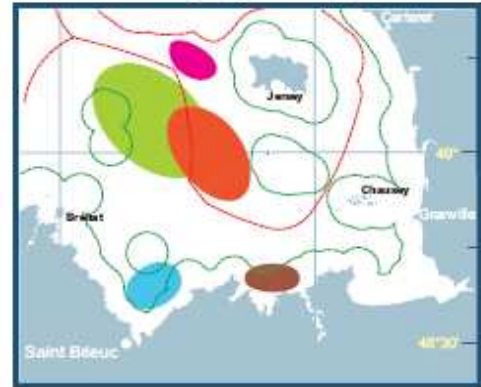 Carteret
Jersey
49°
Chausey
Granville
Bréhat
48°30'
Saint Brieuc